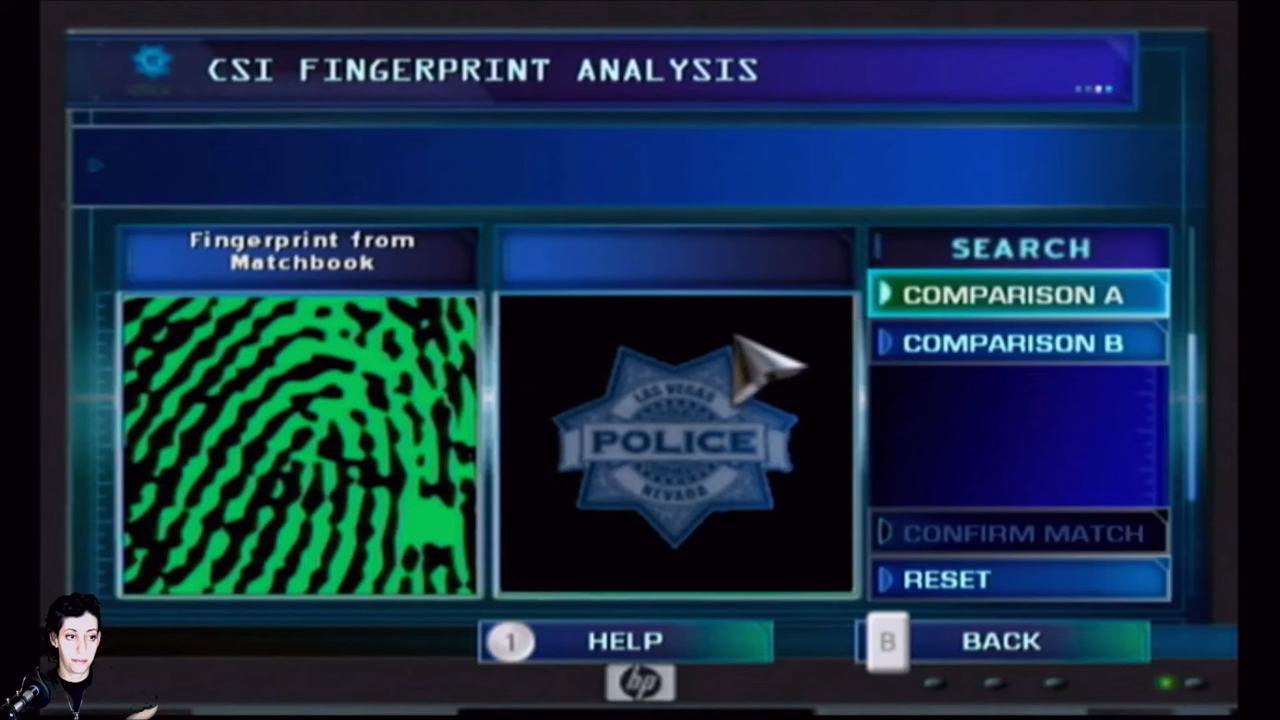 CSI FINGERPRINT ANALYSIS
Fingerprint from
Matchbook
SEARCH
COMPARISON A
COMPARISON B
LAS VEGAS
POLICE
NEVADA
CONFIRM MATCH
RESET
1 HELP
B BACK
hp